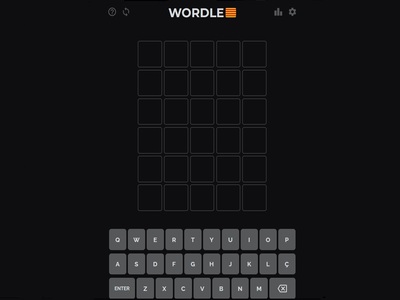 WORDLE
Q W E R T Y U I O P
A S D F G H J K L Ç
ENTER Z X C V B N M